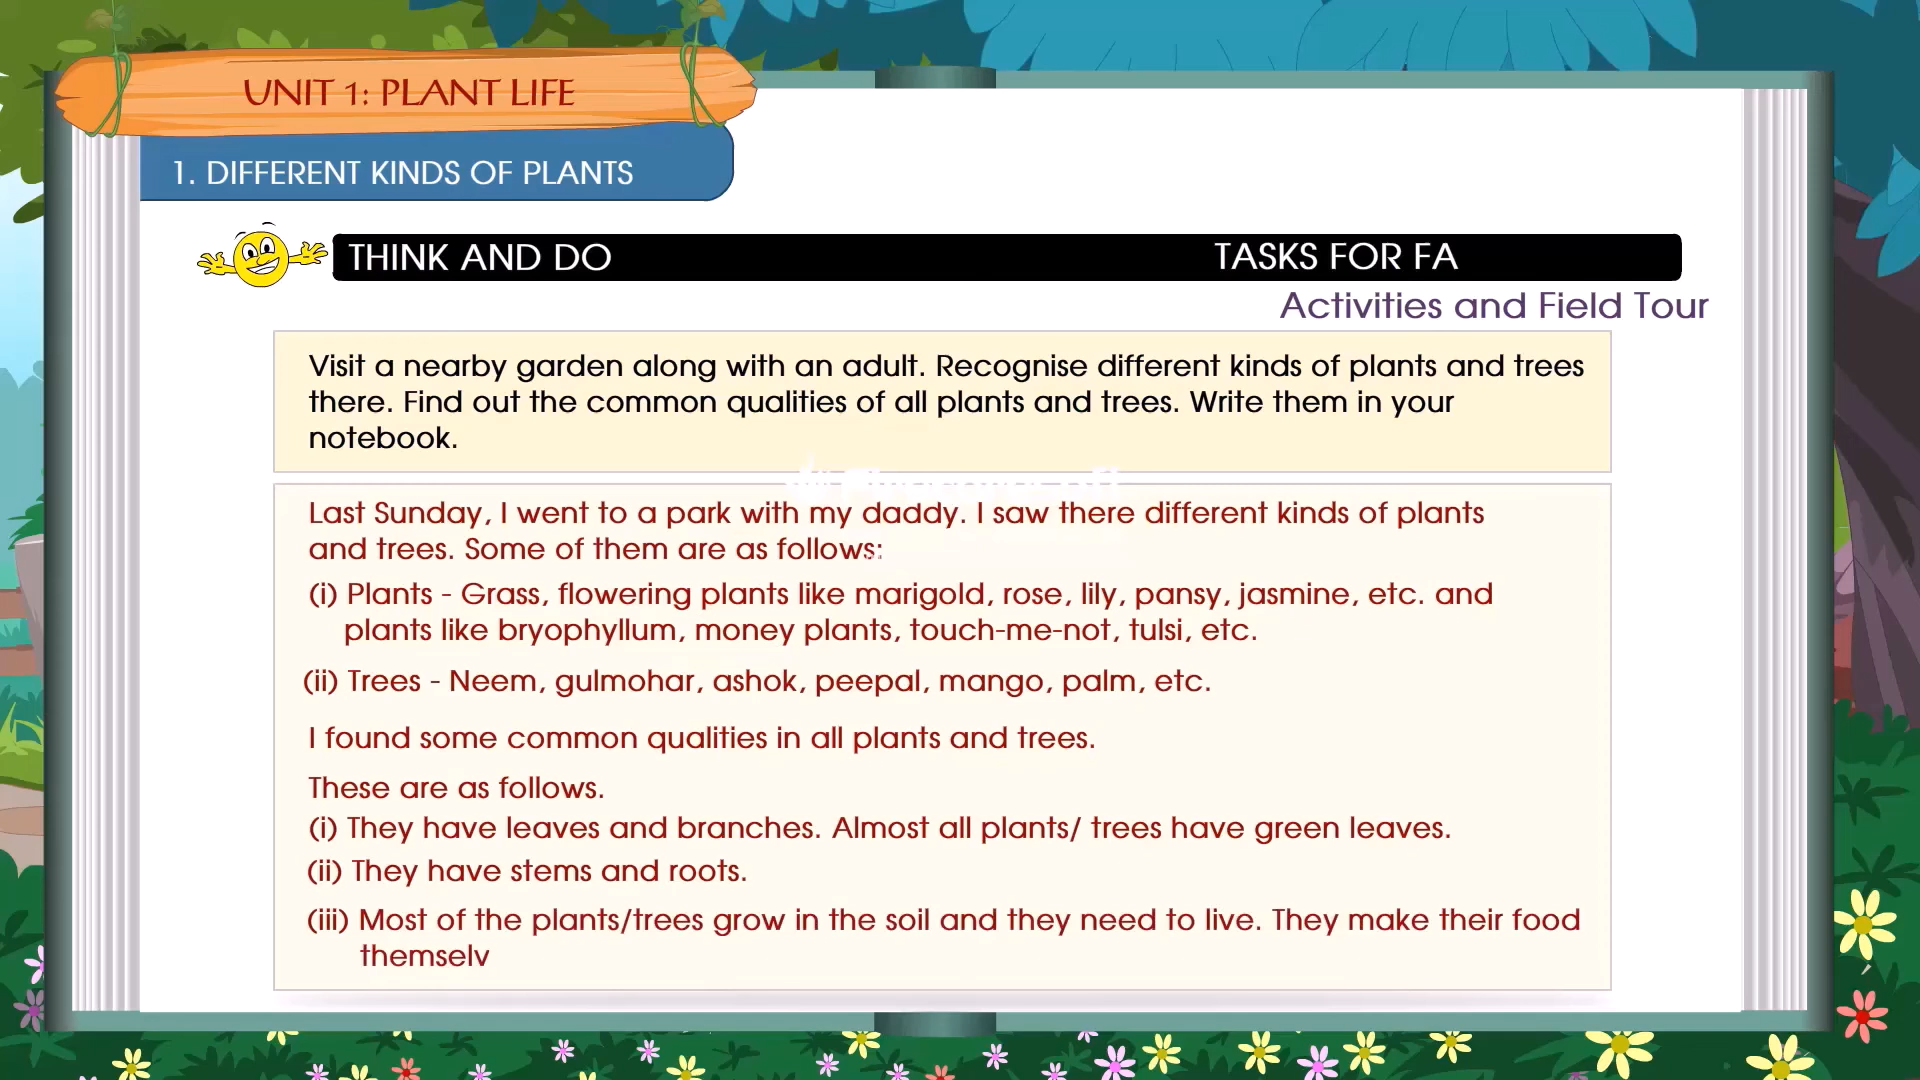 UNIT 1: PLANT LIFE
1. DIFFERENT KINDS OF PLANTS
THINK AND DO TASKS FOR FA
Activities and Field Tour
Visit a nearby garden along with an adult. Recognise different kinds of plants and trees
there. Find out the common qualities of all plants and trees. Write them in your
notebook.
Last Sunday, I went to a park with my daddy. I saw there different kinds of plants
and trees. Some of them are as follows:
(i) Plants - Grass, flowering plants like marigold, rose, lily, pansy, jasmine, etc. and
plants like bryophyllum, money plants, touch-me-not, tulsi, etc.
(ii) Trees - Neem, gulmohar, ashok, peepal, mango, palm, etc.
I found some common qualities in all plants and trees.
These are as follows.
(i) They have leaves and branches. Almost all plants/ trees have green leaves.
(ii) They have stems and roots.
(iii) Most of the plants/trees grow in the soil and they need to live. They make their food
themselv